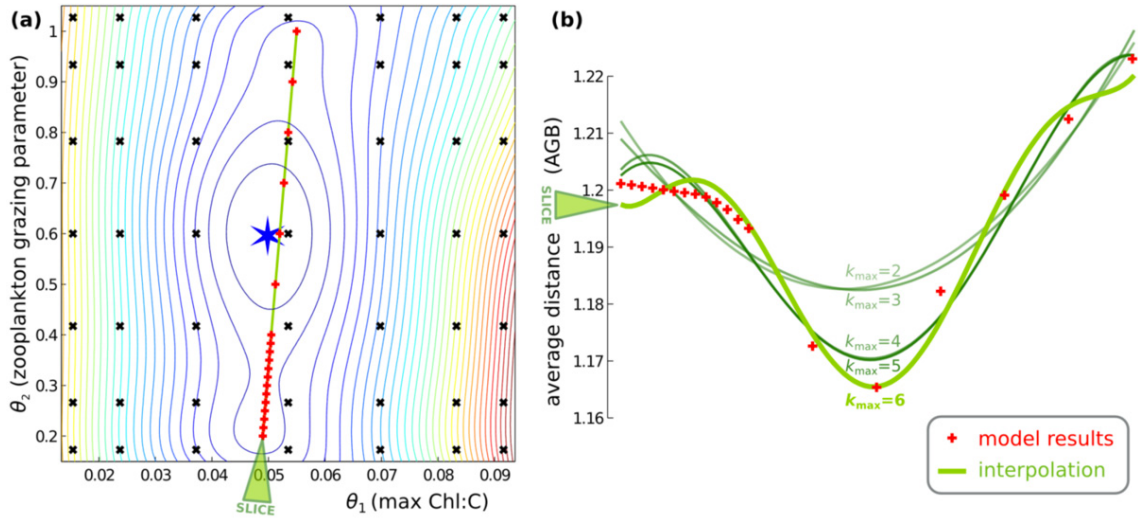 (a)
θ₂ (zooplankton grazing parameter)
1
0.9
0.8
0.7
0.6
0.5
0.4
0.3
0.2
0.02 0.03 0.04 0.05 0.06 0.07 0.08 0.09
θ₁ (max Chl:C)
SLICE
(b)
average distance (AGB)
1.22
1.21
1.2
1.19
1.18
1.17
1.16
SLICE
kmax=2
kmax=3
kmax=4
kmax=5
kmax=6
model results
interpolation